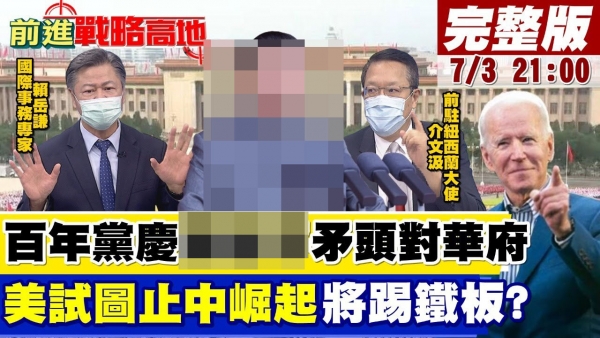 前進戰略高地
完整版
7/3 21:00
國際事務專家
賴岳謙
前駐紐西蘭大使
介文汲
百年黨慶 矛頭對華府
美試圖止中崛起將踢鐵板?